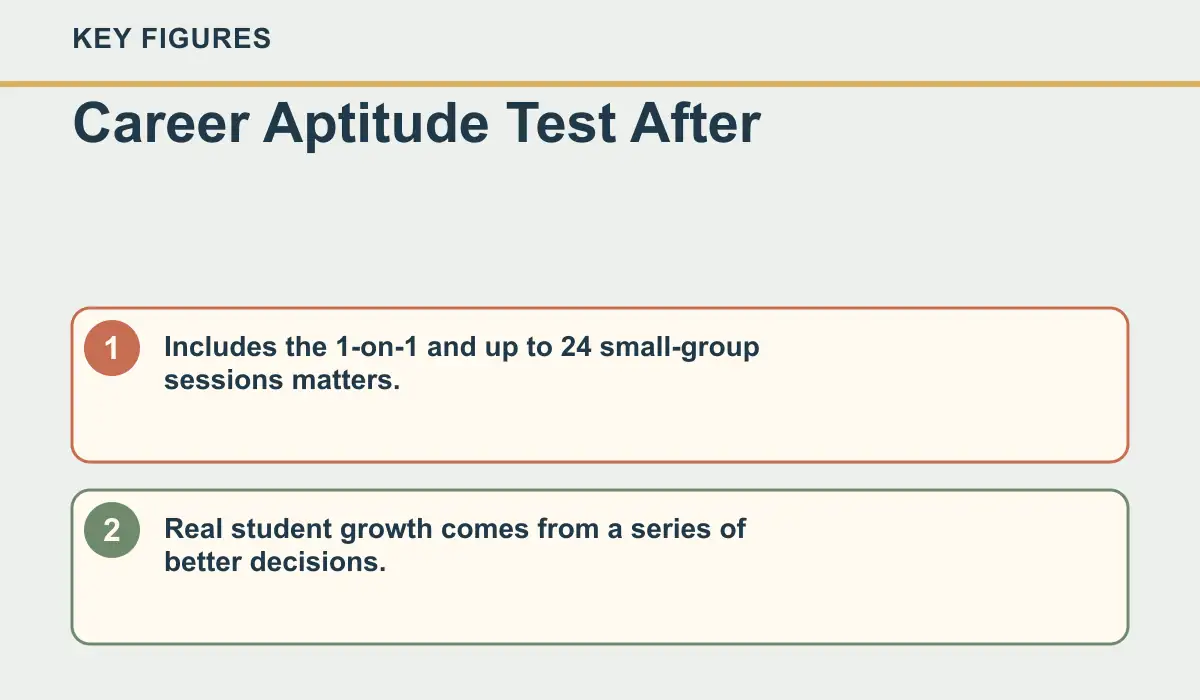 KEY FIGURES
Career Aptitude Test After
1
Includes the 1-on-1 and up to 24 small-group
sessions matters.
2
Real student growth comes from a series of
better decisions.